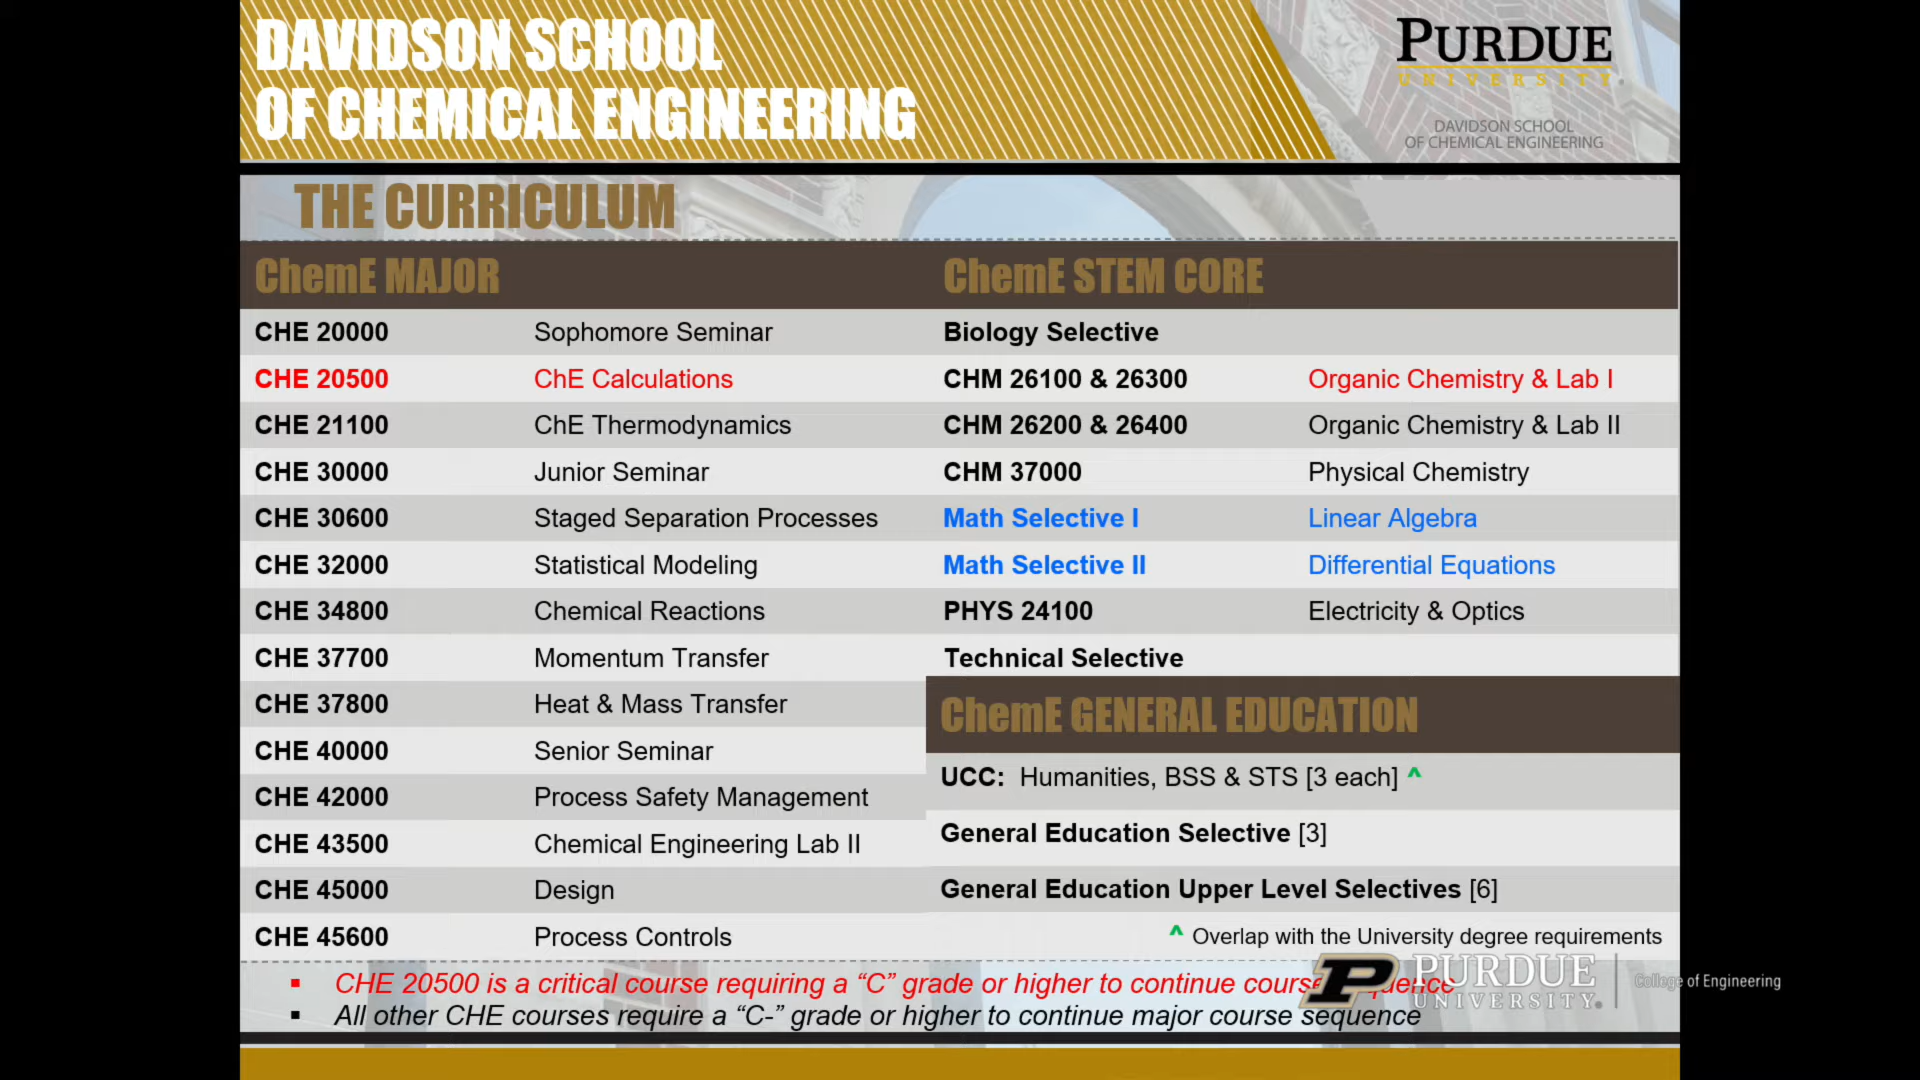 DAVIDSON SCHOOL
OF CHEMICAL ENGINEERING
PURDUE
UNIVERSITY
DAVIDSON SCHOOL
OF CHEMICAL ENGINEERING
THE CURRICULUM
ChemE MAJOR
CHE 20000 Sophomore Seminar
CHE 20500 ChE Calculations
CHE 21100 ChE Thermodynamics
CHE 30000 Junior Seminar
CHE 30600 Staged Separation Processes
CHE 32000 Statistical Modeling
CHE 34800 Chemical Reactions
CHE 37700 Momentum Transfer
CHE 37800 Heat & Mass Transfer
CHE 40000 Senior Seminar
CHE 42000 Process Safety Management
CHE 43500 Chemical Engineering Lab II
CHE 45000 Design
CHE 45600 Process Controls
ChemE STEM CORE
Biology Selective
CHM 26100 & 26300 Organic Chemistry & Lab I
CHM 26200 & 26400 Organic Chemistry & Lab II
CHM 37000 Physical Chemistry
Math Selective I Linear Algebra
Math Selective II Differential Equations
PHYS 24100 Electricity & Optics
Technical Selective
ChemE GENERAL EDUCATION
UCC: Humanities, BSS & STS [3 each] ^
General Education Selective [3]
General Education Upper Level Selectives [6]
^ Overlap with the University degree requirements
▪ CHE 20500 is a critical course requiring a “C” grade or higher to continue course
▪ All other CHE courses require a “C-” grade or higher to continue major course sequence
PURDUE
UNIVERSITY.
College of Engineering